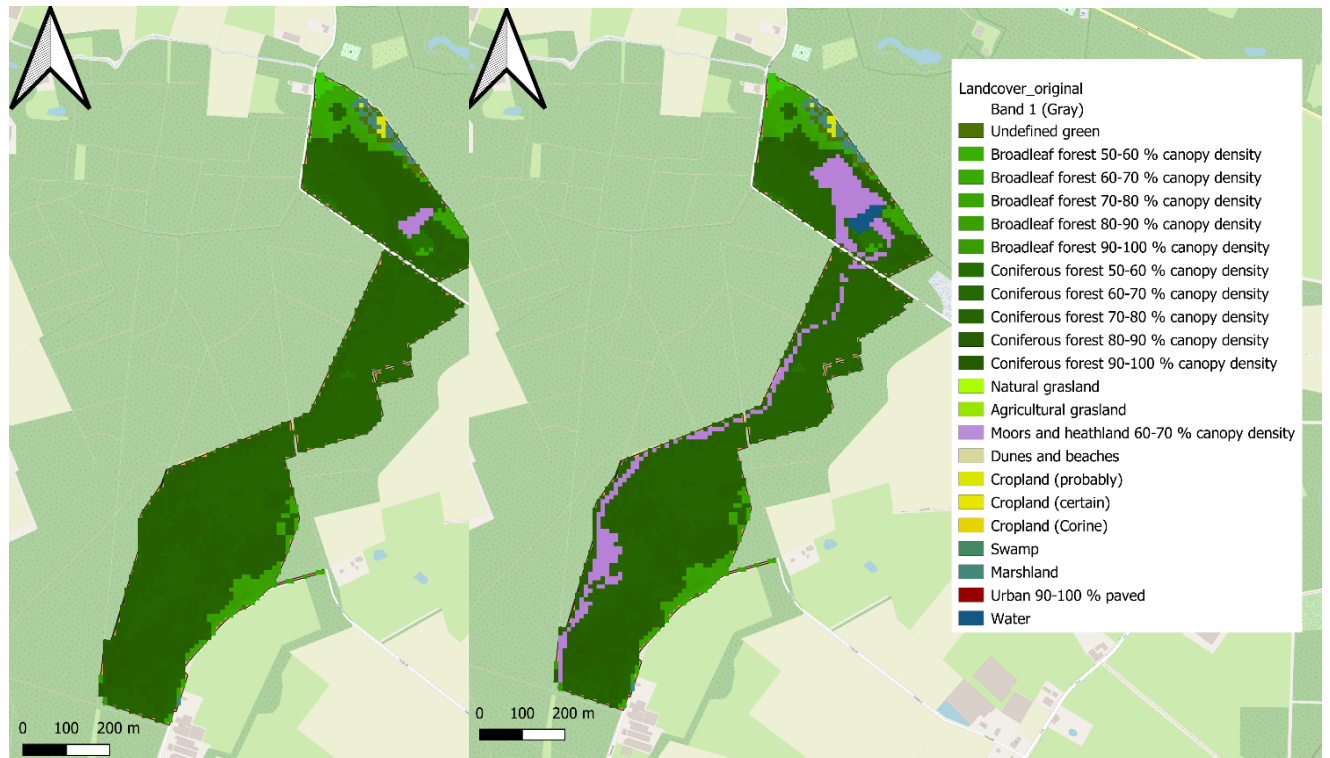 Landcover_original
Band 1 (Gray)
Undefined green
Broadleaf forest 50-60 % canopy density
Broadleaf forest 60-70 % canopy density
Broadleaf forest 70-80 % canopy density
Broadleaf forest 80-90 % canopy density
Broadleaf forest 90-100 % canopy density
Coniferous forest 50-60 % canopy density
Coniferous forest 60-70 % canopy density
Coniferous forest 70-80 % canopy density
Coniferous forest 80-90 % canopy density
Coniferous forest 90-100 % canopy density
Natural grasland
Agricultural grasland
Moors and heathland 60-70 % canopy density
Dunes and beaches
Cropland (probably)
Cropland (certain)
Cropland (Corine)
Swamp
Marshland
Urban 90-100 % paved
Water
0 100 200 m
0 100 200 m